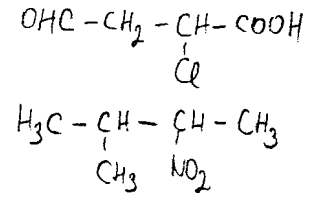 OHC - CH2 - CH - COOH
Cl
H3C - CH - CH - CH3
CH3 NO2